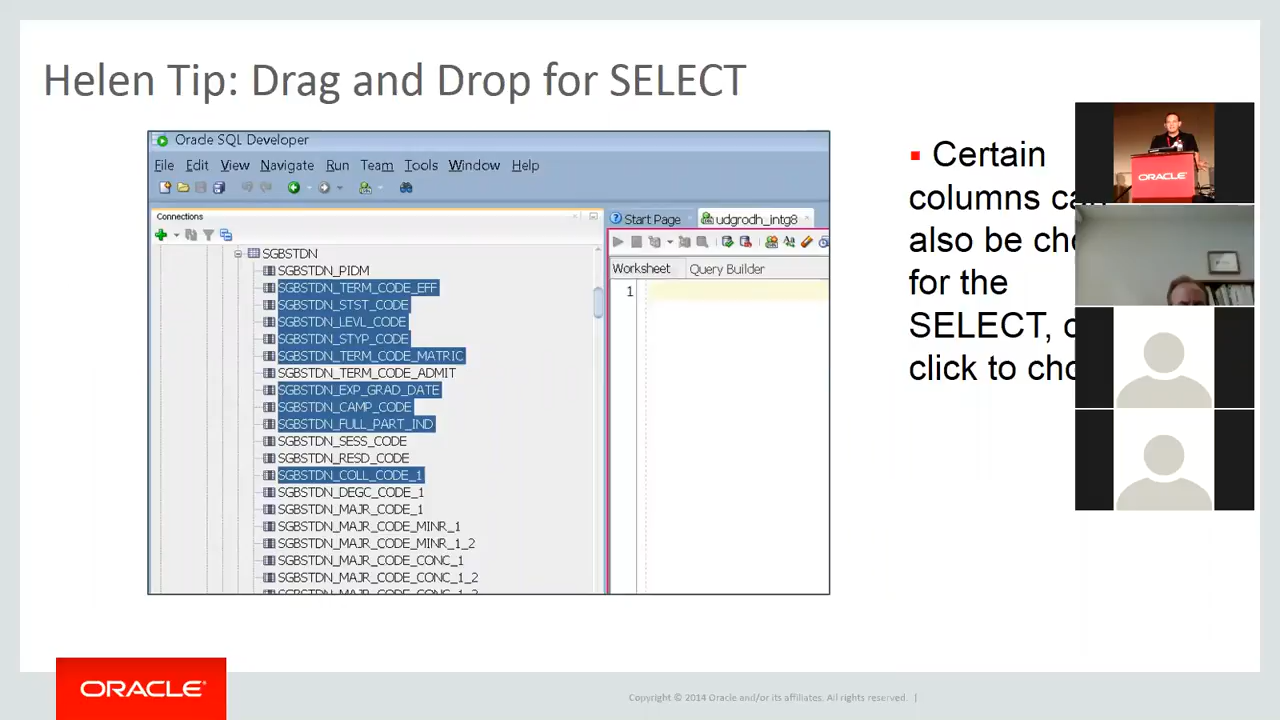 Helen Tip: Drag and Drop for SELECT
Oracle SQL Developer
File Edit View Navigate Run Team Tools Window Help
Connections
Start Page
udgrodh_intg8
SGBSTDN
SGBSTDN_PIDM
SGBSTDN_TERM_CODE_EFF
SGBSTDN_STST_CODE
SGBSTDN_LEVL_CODE
SGBSTDN_STYP_CODE
SGBSTDN_TERM_CODE_MATRIC
SGBSTDN_TERM_CODE_ADMIT
SGBSTDN_EXP_GRAD_DATE
SGBSTDN_CAMP_CODE
SGBSTDN_FULL_PART_IND
SGBSTDN_SESS_CODE
SGBSTDN_RESD_CODE
SGBSTDN_COLL_CODE_1
SGBSTDN_DEGC_CODE_1
SGBSTDN_MAJR_CODE_1
SGBSTDN_MAJR_CODE_MINR_1
SGBSTDN_MAJR_CODE_MINR_1_2
SGBSTDN_MAJR_CODE_CONC_1
SGBSTDN_MAJR_CODE_CONC_1_2
Worksheet Query Builder
1
Certain
columns
also be
for the
SELECT,
click to
ORACLE
ORACLE
Copyright © 2014 Oracle and/or its affiliates. All rights reserved. |